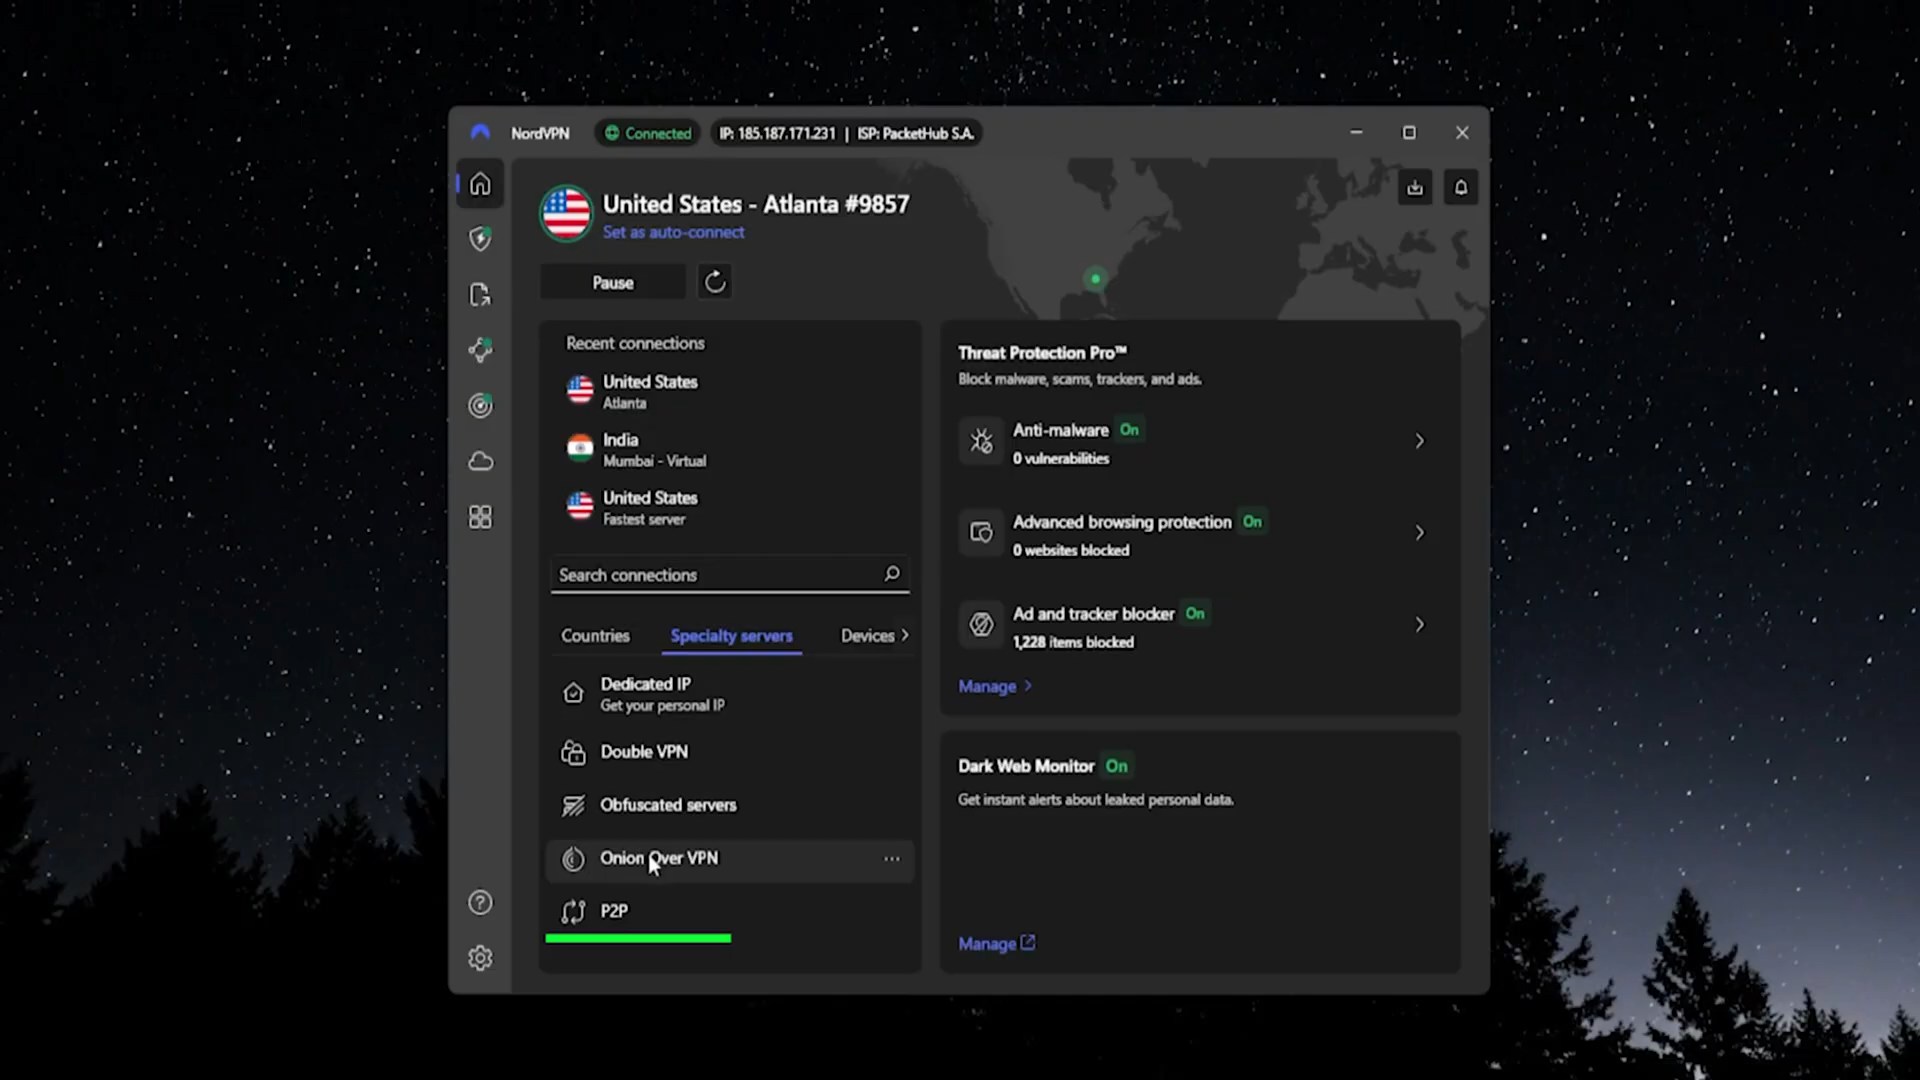 NordVPN
Connected
IP: 185.187.171.231 | ISP: PacketHub S.A.
United States - Atlanta #9857
Set as auto-connect
Pause
Recent connections
United States
Atlanta
India
Mumbai - Virtual
United States
Fastest server
Search connections
Countries
Specialty servers
Devices
Dedicated IP
Get your personal IP
Double VPN
Obfuscated servers
Onion Over VPN
P2P
Threat Protection Pro™
Block malware, scams, trackers, and ads.
Anti-malware On
0 vulnerabilities
Advanced browsing protection On
0 websites blocked
Ad and tracker blocker On
1,228 items blocked
Manage
Dark Web Monitor On
Get instant alerts about leaked personal data.
Manage